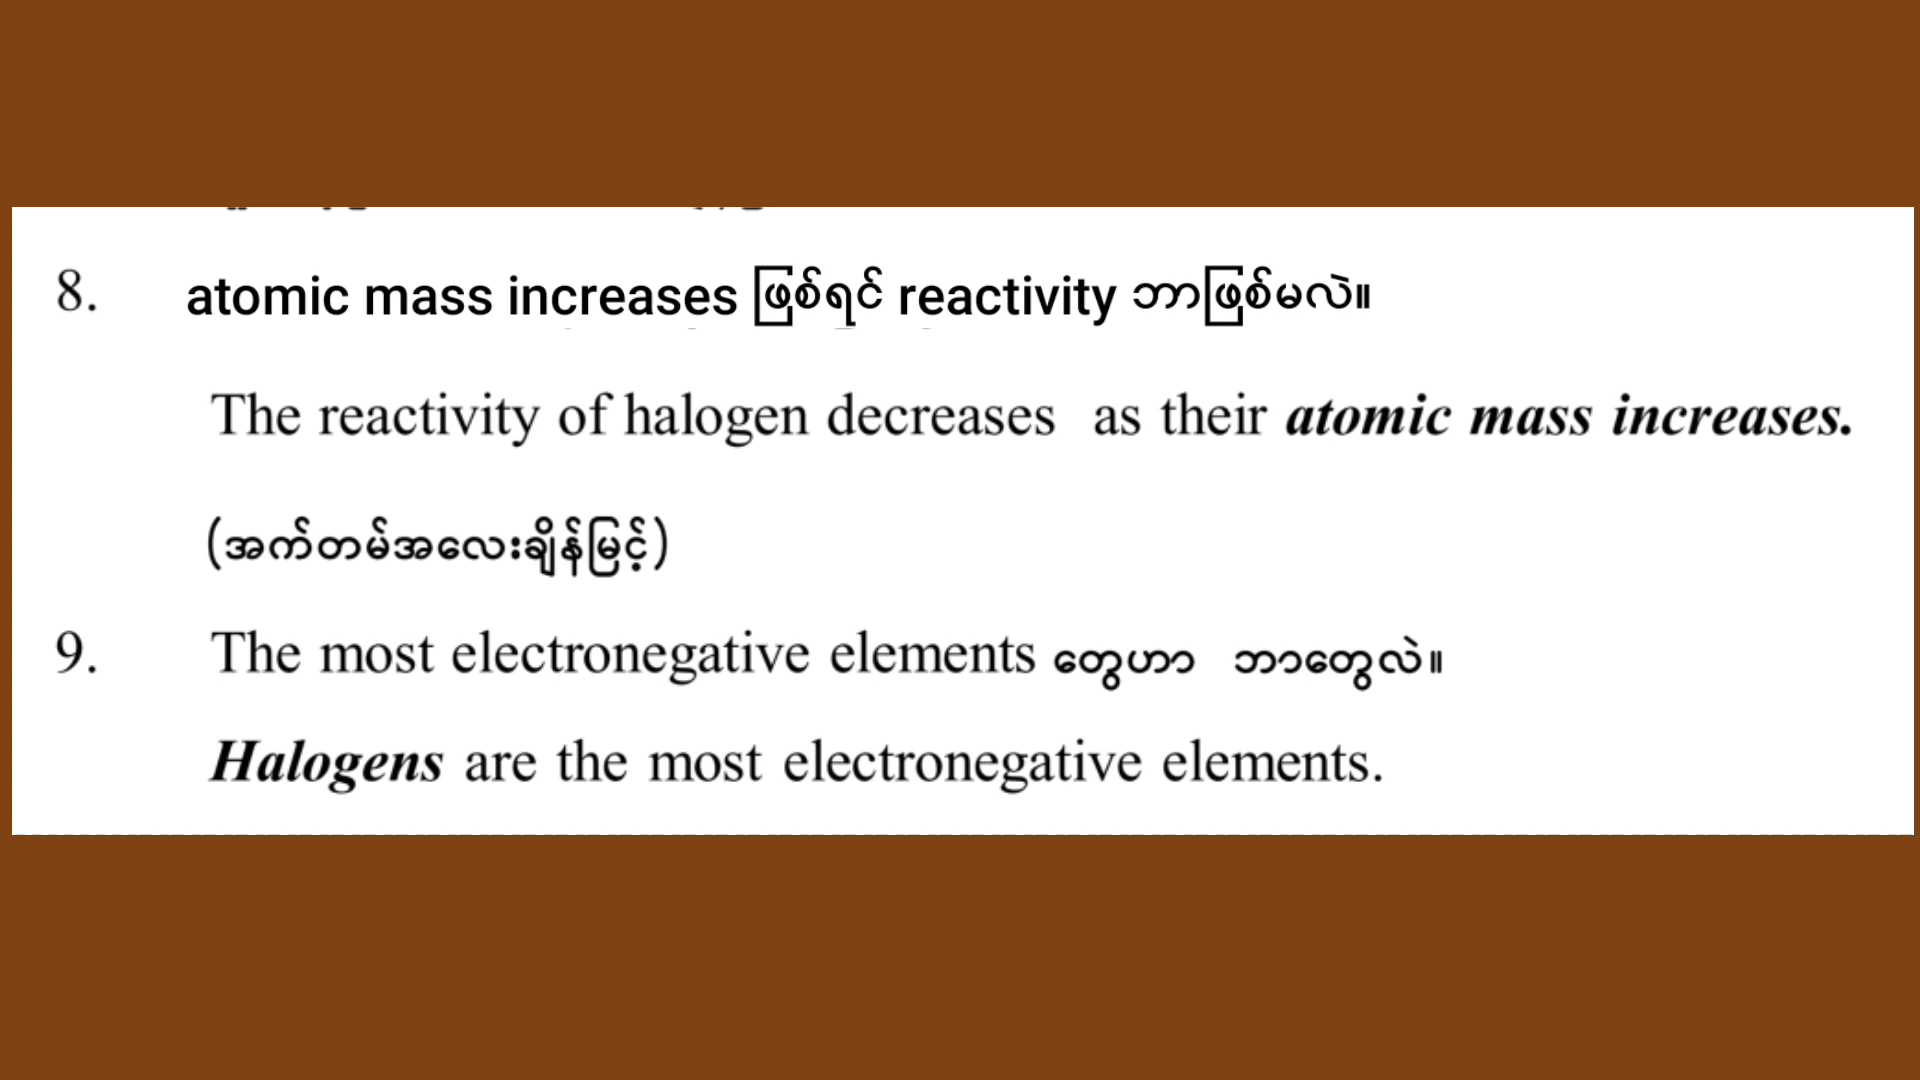 8. atomic mass increases ဖြစ်ရင် reactivity ဘာဖြစ်မလဲ။
The reactivity of halogen decreases as their atomic mass increases.
(အက်တမ်အလေးချိန်မြင့်)
9. The most electronegative elements တွေဟာ ဘာတွေလဲ။
Halogens are the most electronegative elements.